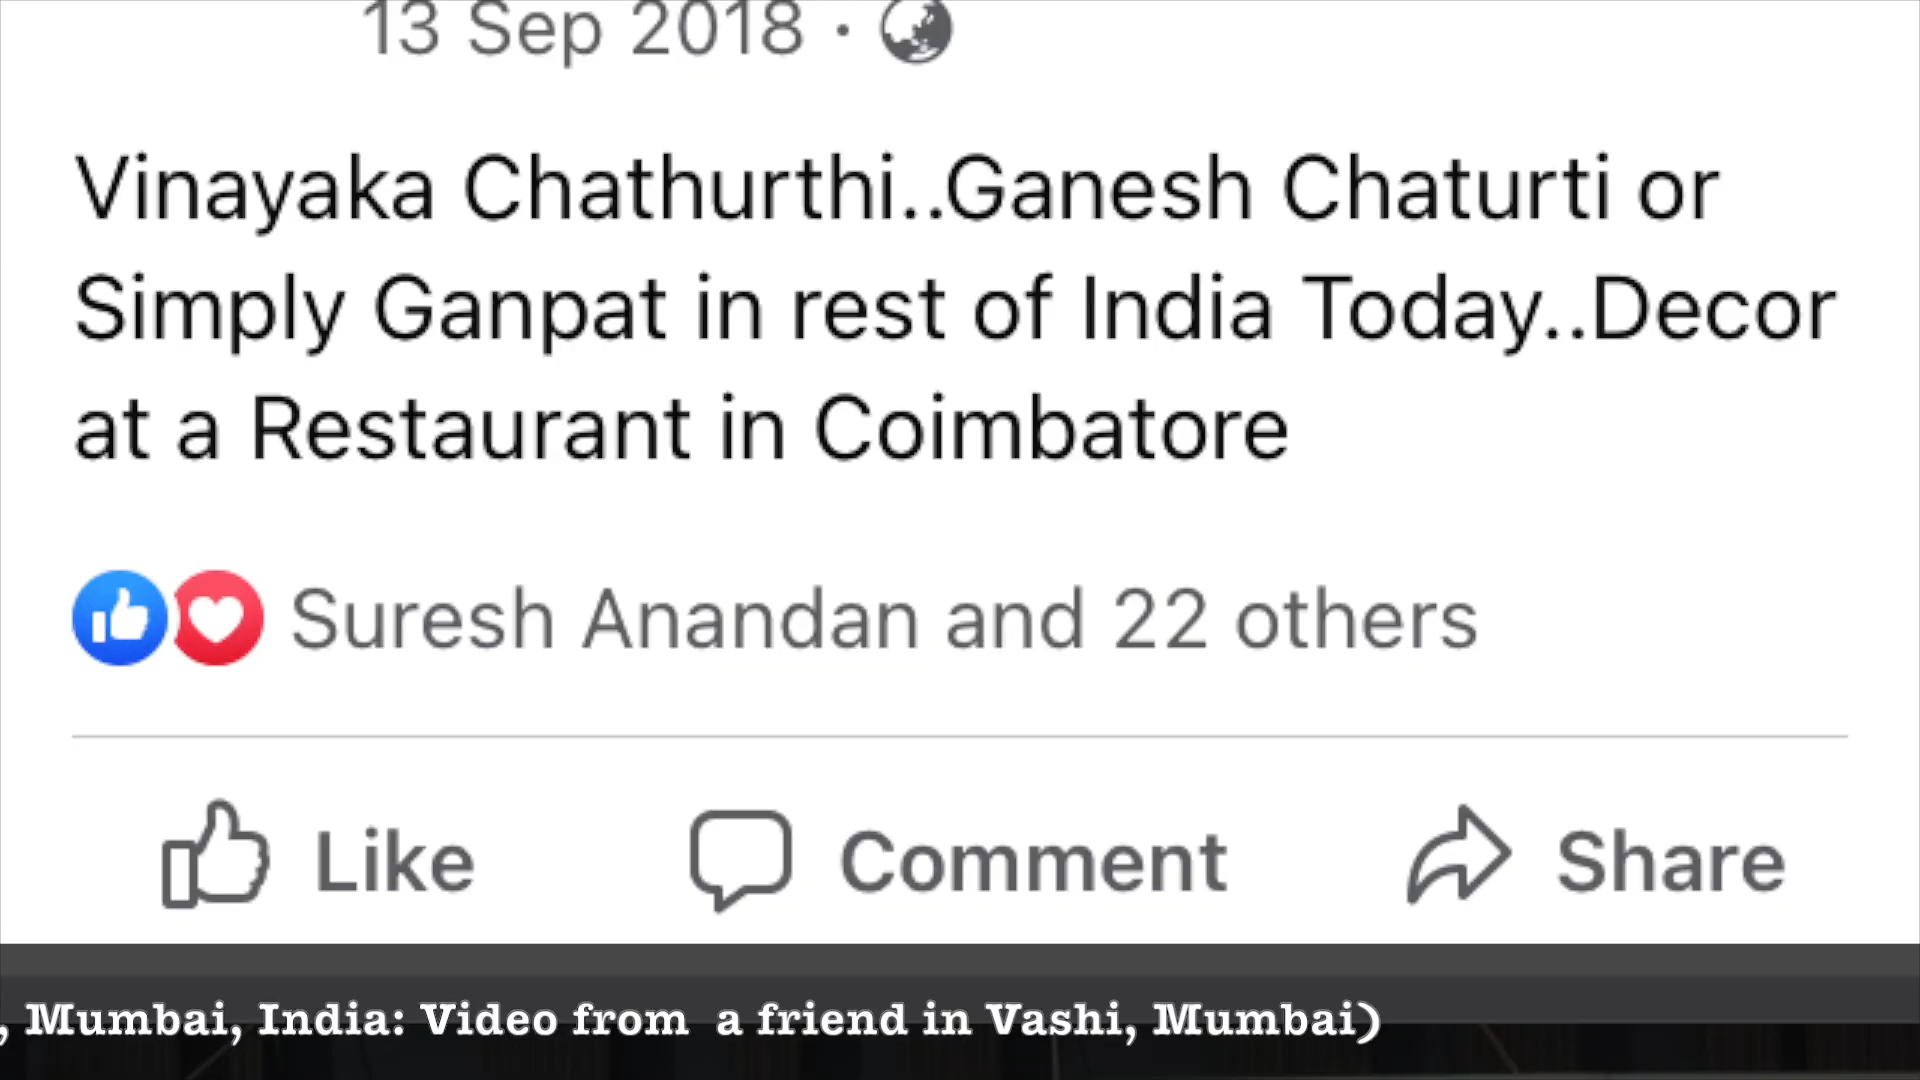 13 Sep 2018 ·
Vinayaka Chathurthi..Ganesh Chaturti or
Simply Ganpat in rest of India Today..Decor
at a Restaurant in Coimbatore
Suresh Anandan and 22 others
Like Comment Share
, Mumbai, India: Video from a friend in Vashi, Mumbai)